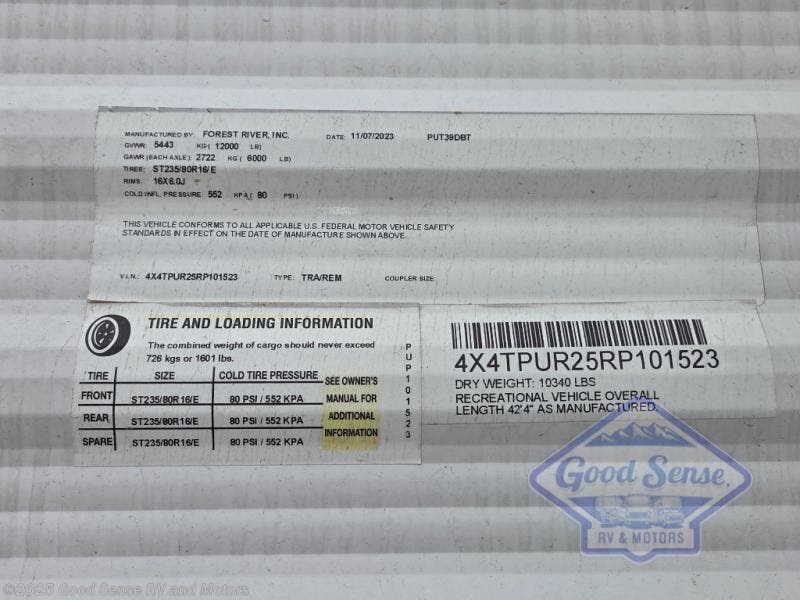 MANUFACTURED BY: FOREST RIVER, INC. DATE: 11/07/2023 PUT39DBT
GVWR: 5443 KG ( 12000 LB)
GAWR (EACH AXLE): 2722 KG ( 6000 LB)
TIRES: ST235/80R16/E
RIMS: 16X6.0J
COLD INFL. PRESSURE: 552 KPA( 80 PSI)
THIS VEHICLE CONFORMS TO ALL APPLICABLE U.S. FEDERAL MOTOR VEHICLE SAFETY
STANDARDS IN EFFECT ON THE DATE OF MANUFACTURE SHOWN ABOVE.
V.I.N.: 4X4TPUR25RP101523 TYPE: TRA/REM COUPLER SIZE:
TIRE AND LOADING INFORMATION
The combined weight of cargo should never exceed
726 kgs or 1601 lbs.
TIRE SIZE COLD TIRE PRESSURE
FRONT ST235/80R16/E 80 PSI / 552 KPA
REAR ST235/80R16/E 80 PSI / 552 KPA
SPARE ST235/80R16/E 80 PSI / 552 KPA
SEE OWNER'S
MANUAL FOR
ADDITIONAL
INFORMATION
PUP101523
4X4TPUR25RP101523
DRY WEIGHT: 10340 LBS
RECREATIONAL VEHICLE OVERALL
LENGTH 42'4" AS MANUFACTURED.
Good Sense
RV & MOTORS
©2025 Good Sense RV and Motors